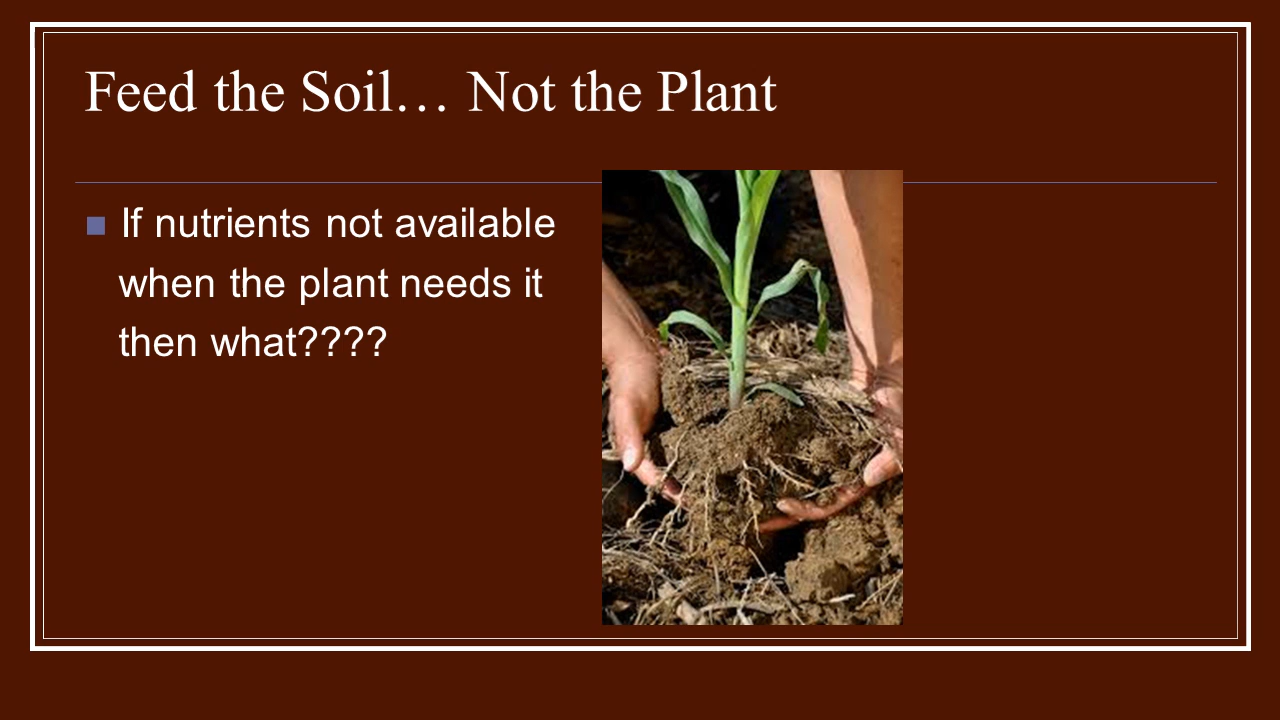 Feed the Soil… Not the Plant
If nutrients not available
when the plant needs it
then what????